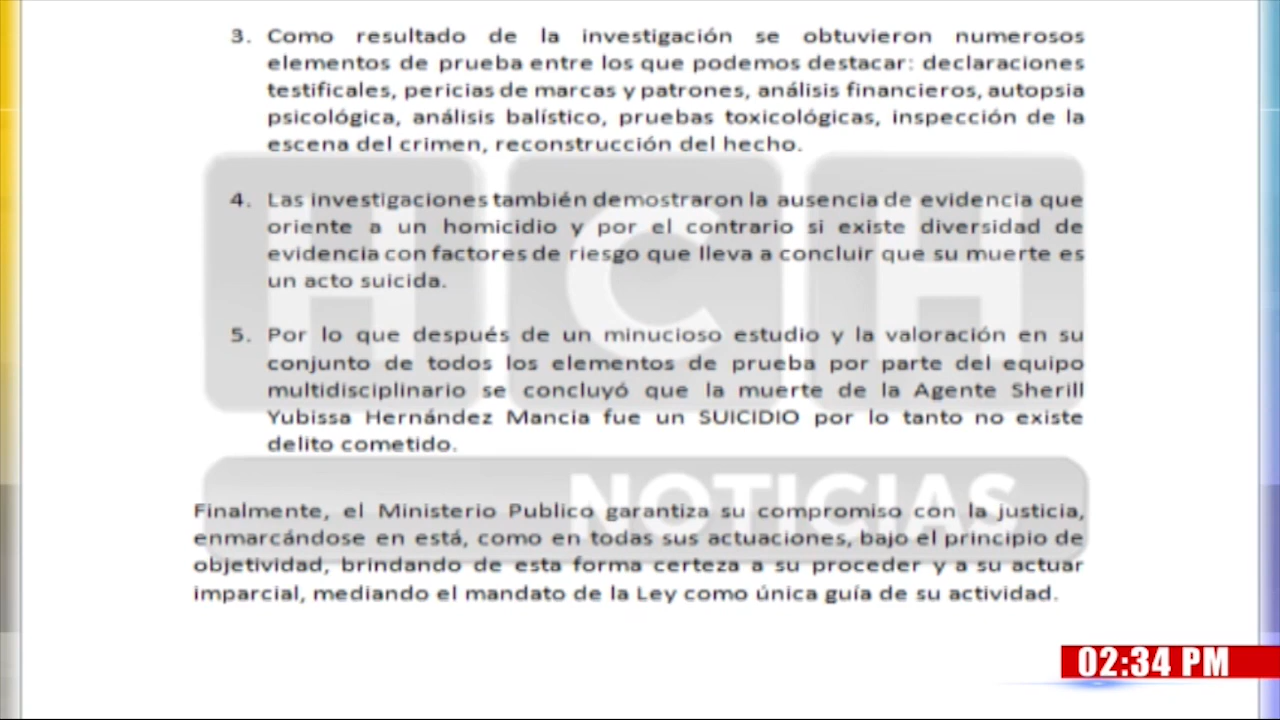 3. Como resultado de la investigación se obtuvieron numerosos
elementos de prueba entre los que podemos destacar: declaraciones
testificales, pericias de marcas y patrones, análisis financieros, autopsia
psicológica, análisis balístico, pruebas toxicológicas, inspección de la
escena del crimen, reconstrucción del hecho.
4. Las investigaciones también demostraron la ausencia de evidencia que
oriente a un homicidio y por el contrario si existe diversidad de
evidencia con factores de riesgo que lleva a concluir que su muerte es
un acto suicida.
5. Por lo que después de un minucioso estudio y la valoración en su
conjunto de todos los elementos de prueba por parte del equipo
multidisciplinario se concluyó que la muerte de la Agente Sherill
Yubissa Hernández Mancia fue un SUICIDIO por lo tanto no existe
delito cometido.
Finalmente, el Ministerio Publico garantiza su compromiso con la justicia,
enmarcándose en está, como en todas sus actuaciones, bajo el principio de
objetividad, brindando de esta forma certeza a su proceder y a su actuar
imparcial, mediando el mandato de la Ley como única guía de su actividad.
HCH
NOTICIAS
02:34 PM